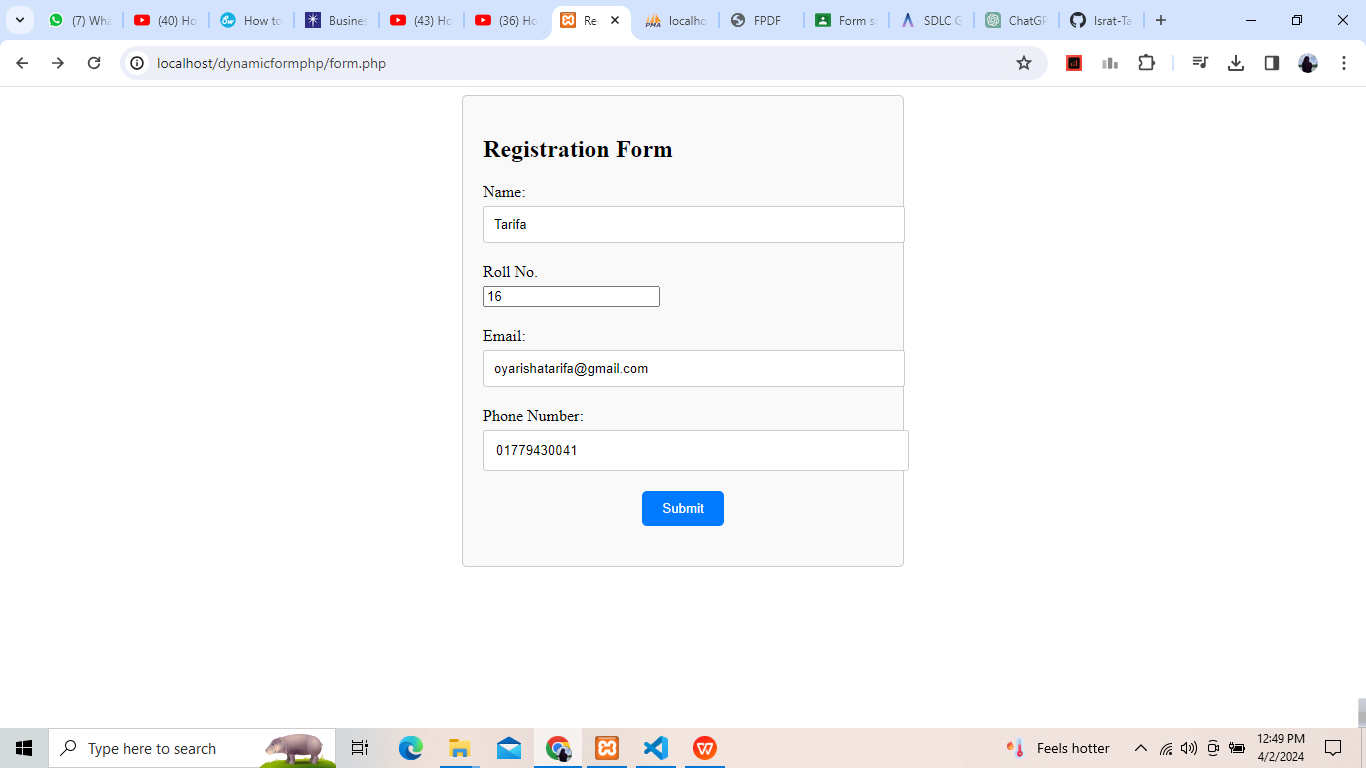 (7) Wha
(40) Ho
How to
Busines
(43) Ho
(36) Ho
Re
localho
FPDF
Form s
SDLC G
ChatGP
Israt-Ta
localhost/dynamicformphp/form.php
Registration Form
Name:
Tarifa
Roll No.
16
Email:
oyarishatarifa@gmail.com
Phone Number:
01779430041
Submit
Type here to search
Feels hotter
12:49 PM
4/2/2024